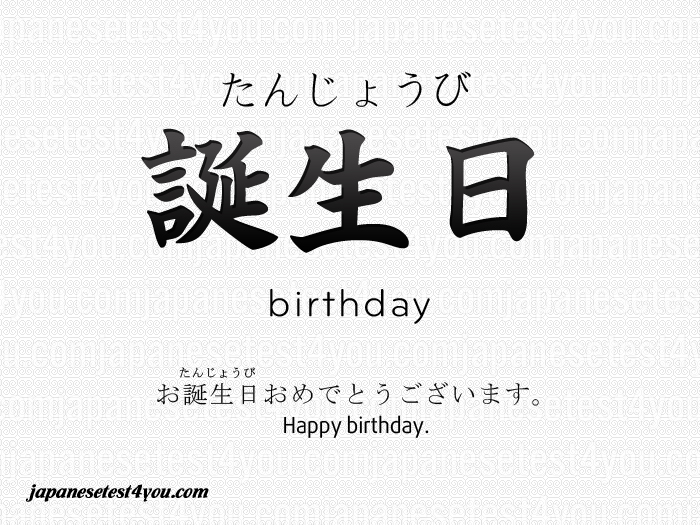 たんじょうび
誕生日
birthday
たんじょうび
お誕生日おめでとうございます。
Happy birthday.
japanesetest4you.com